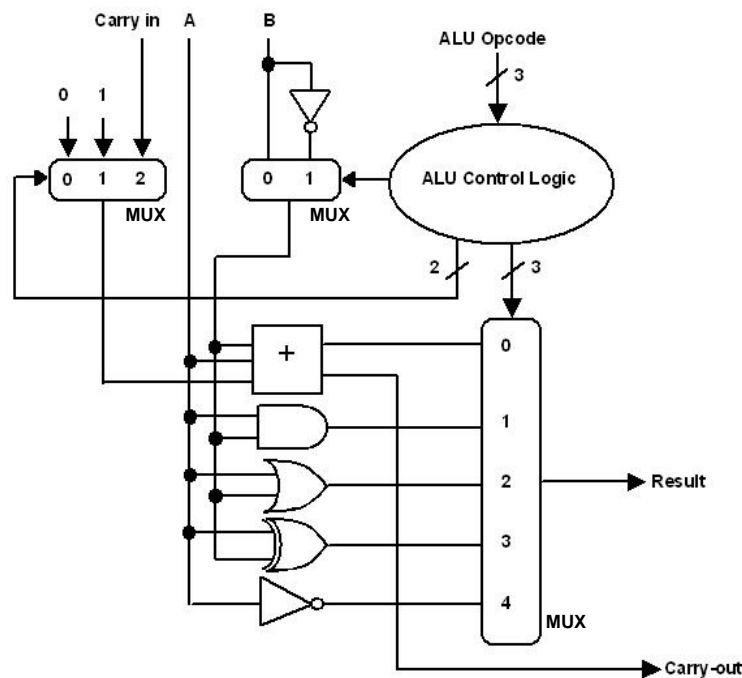 Carry in A B
ALU Opcode
3
0 1
0 1 2
MUX
0 1
MUX
ALU Control Logic
2 3
+
0
1
2
3
4
MUX
Result
Carry-out